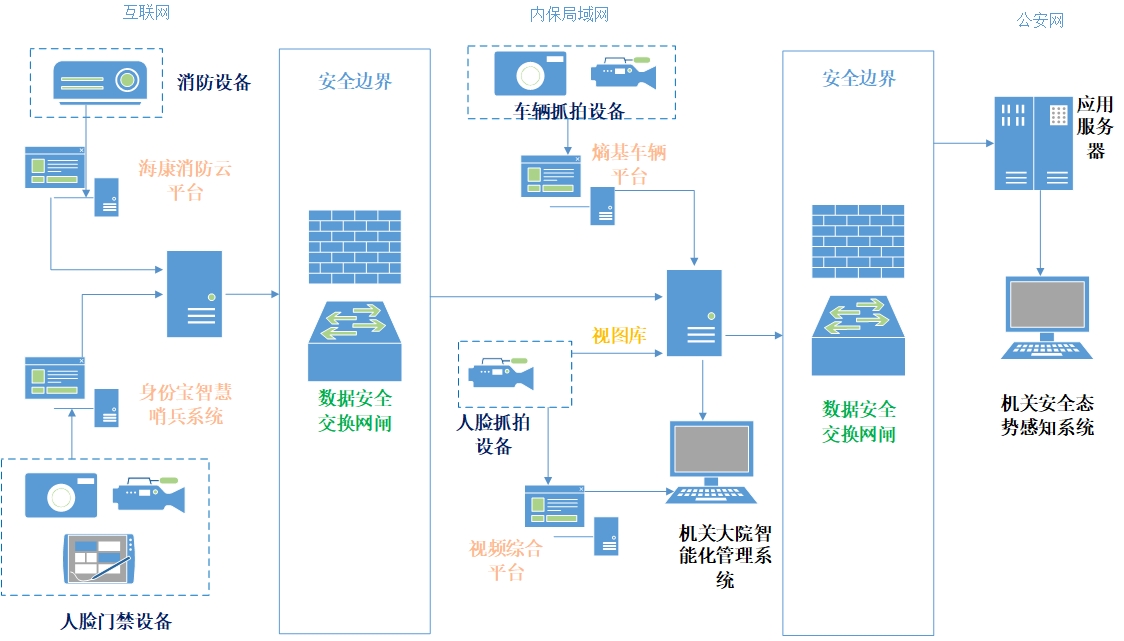 互联网
内保局域网
公安网
消防设备
海康消防云
平台
身份宝智慧
哨兵系统
人脸门禁设备
安全边界
数据安全
交换网闸
车辆抓拍设备
熵基车辆
平台
视图库
人脸抓拍
设备
视频综合
平台
机关大院智
能化管理系
统
安全边界
数据安全
交换网闸
应用
服务
器
机关安全态
势感知系统